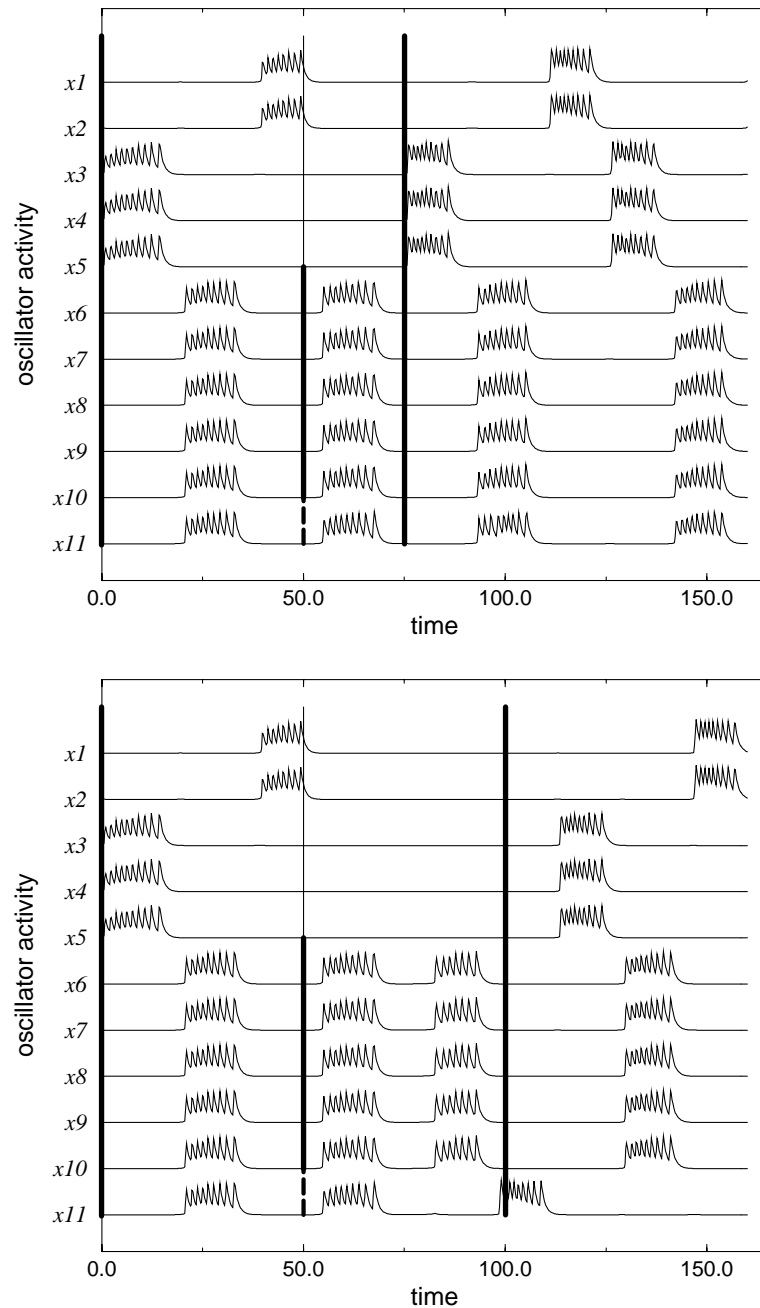 x1
x2
x3
x4
x5
x6
x7
x8
x9
x10
x11
oscillator activity
0.0 50.0 100.0 150.0
time
x1
x2
x3
x4
x5
x6
x7
x8
x9
x10
x11
oscillator activity
0.0 50.0 100.0 150.0
time